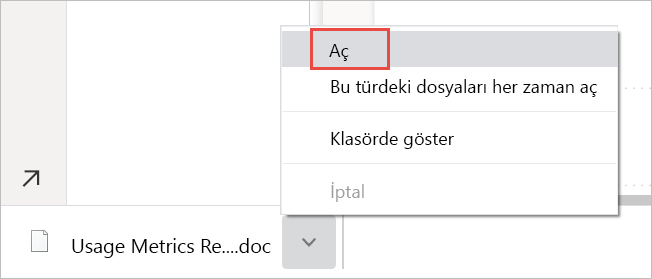 Aç
Bu türdeki dosyaları her zaman aç
Klasörde göster
İptal
Usage Metrics Re....doc